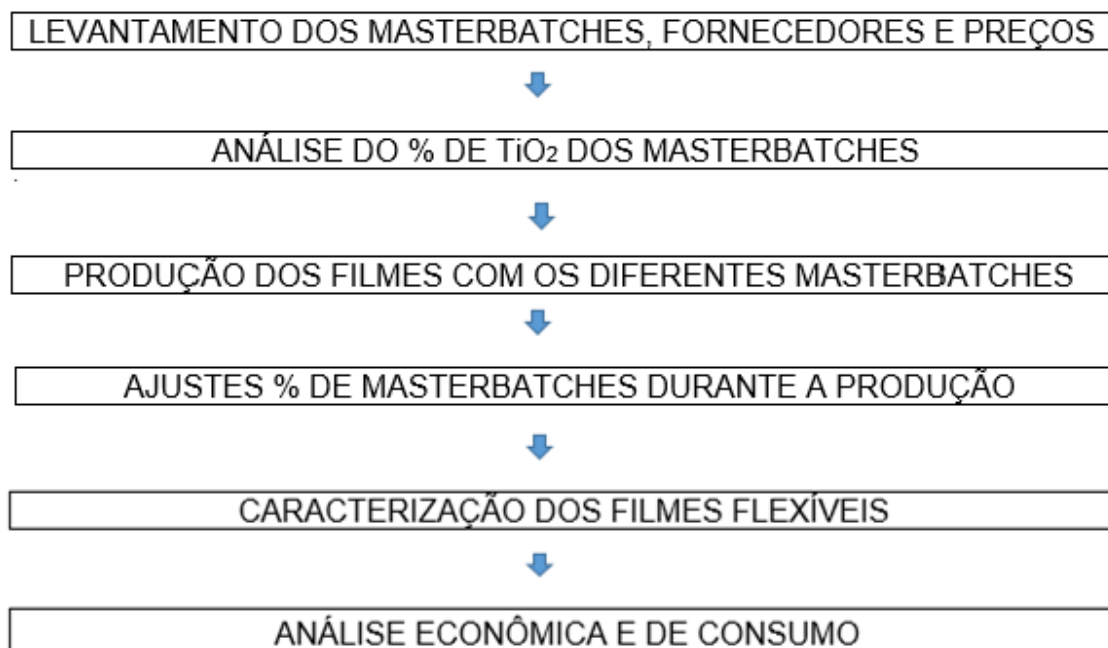 LEVANTAMENTO DOS MASTERBATCHES, FORNECEDORES E PREÇOS
ANÁLISE DO % DE TiO₂ DOS MASTERBATCHES
PRODUÇÃO DOS FILMES COM OS DIFERENTES MASTERBATCHES
AJUSTES % DE MASTERBATCHES DURANTE A PRODUÇÃO
CARACTERIZAÇÃO DOS FILMES FLEXÍVEIS
ANÁLISE ECONÔMICA E DE CONSUMO